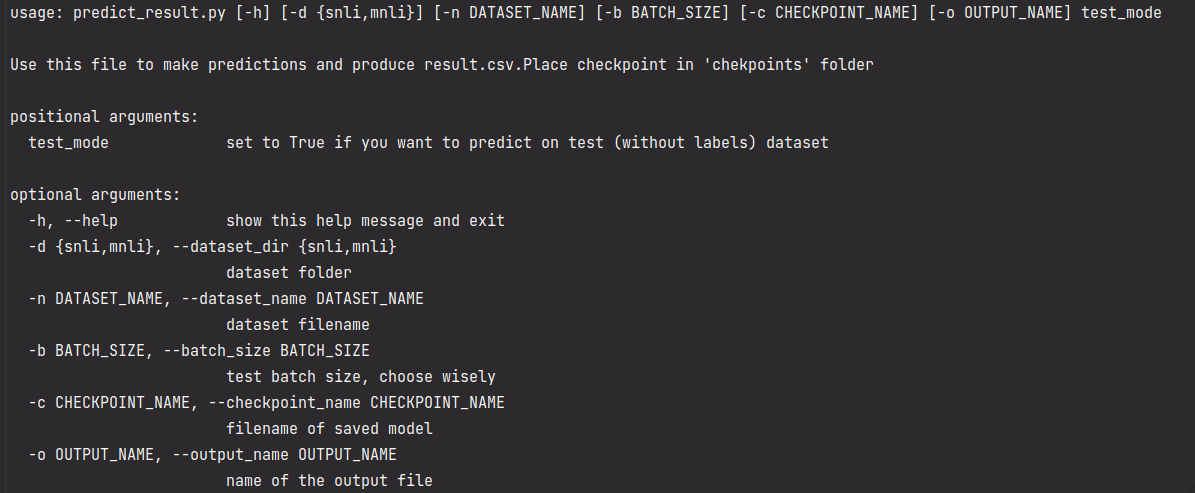 usage: predict_result.py [-h] [-d {snli,mnli}] [-n DATASET_NAME] [-b BATCH_SIZE] [-c CHECKPOINT_NAME] [-o OUTPUT_NAME] test_mode
Use this file to make predictions and produce result.csv.Place checkpoint in 'chekpoints' folder
positional arguments:
test_mode set to True if you want to predict on test (without labels) dataset
optional arguments:
-h, --help show this help message and exit
-d {snli,mnli}, --dataset_dir {snli,mnli}
dataset folder
-n DATASET_NAME, --dataset_name DATASET_NAME
dataset filename
-b BATCH_SIZE, --batch_size BATCH_SIZE
test batch size, choose wisely
-c CHECKPOINT_NAME, --checkpoint_name CHECKPOINT_NAME
filename of saved model
-o OUTPUT_NAME, --output_name OUTPUT_NAME
name of the output file